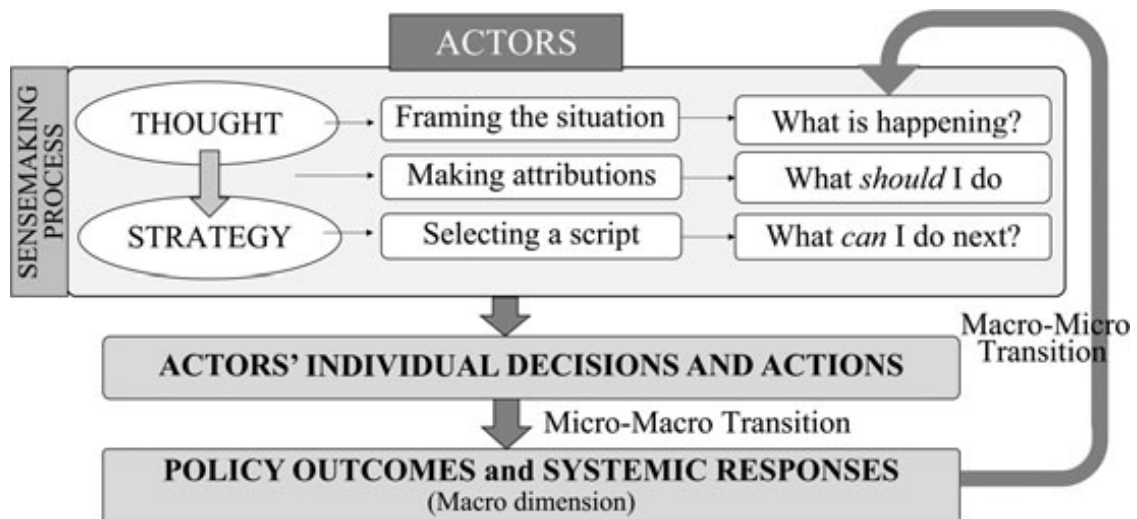 ACTORS
SENSEMAKING
PROCESS
THOUGHT
Framing the situation
What is happening?
Making attributions
What should I do
STRATEGY
Selecting a script
What can I do next?
Macro-Micro
Transition
ACTORS’ INDIVIDUAL DECISIONS AND ACTIONS
Micro-Macro Transition
POLICY OUTCOMES and SYSTEMIC RESPONSES
(Macro dimension)